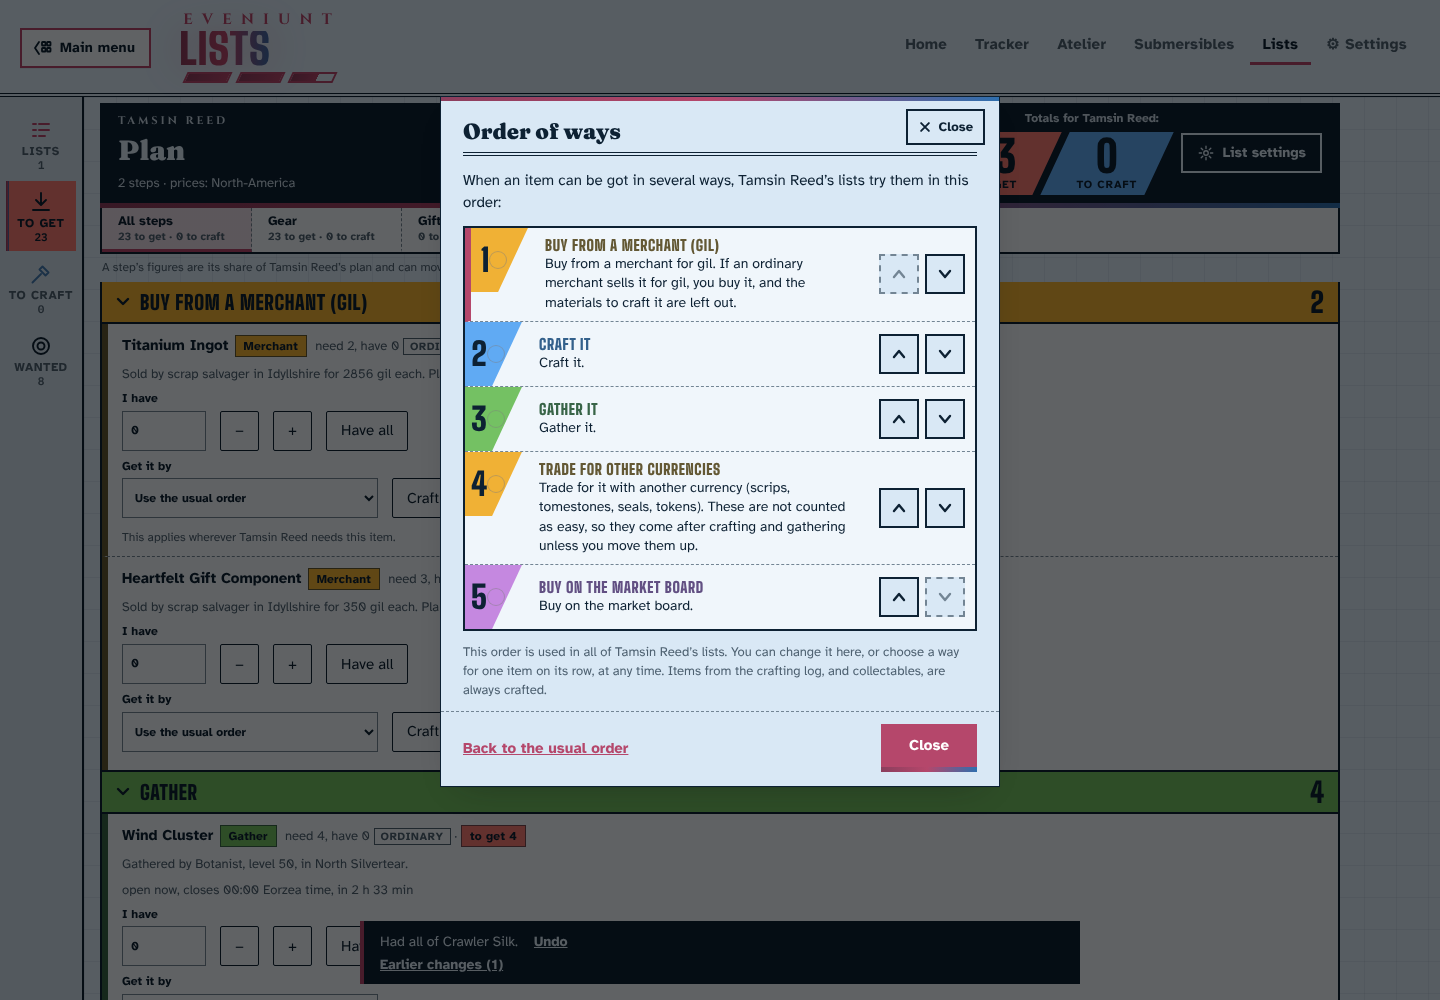 EVENIUNT
LISTS
Main menu
Home
Tracker
Atelier
Submersibles
Lists
Settings
LISTS
1
TO GET
23
TO CRAFT
0
WANTED
8
TAMSIN REED
Plan
2 steps · prices: North-America
Totals for Tamsin Reed:
3
0
TO CRAFT
List settings
All steps
23 to get · 0 to craft
Gear
23 to get · 0 to craft
A step's figures are its share of Tamsin Reed's plan and can
BUY FROM A MERCHANT (GIL)
2
Titanium Ingot
Merchant
need 2, have 0
Sold by scrap salvager in Idyllshire for 2856 gil each.
I have
0
−
+
Have all
Get it by
Use the usual order
Craft
This applies wherever Tamsin Reed needs this item.
Heartfelt Gift Component
Merchant
need 3,
Sold by scrap salvager in Idyllshire for 350 gil each.
I have
0
−
+
Have all
Get it by
Use the usual order
Craft
GATHER
4
Wind Cluster
Gather
need 4, have 0
ORDINARY
·
to get 4
Gathered by Botanist, level 50, in North Silvertear.
open now, closes 00:00 Eorzea time, in 2 h 33 min
I have
0
−
+
Get it by
Order of ways
Close
When an item can be got in several ways, Tamsin Reed's lists try them in this
order:
1
BUY FROM A MERCHANT (GIL)
Buy from a merchant for gil. If an ordinary
merchant sells it for gil, you buy it, and the
materials to craft it are left out.
2
CRAFT IT
Craft it.
3
GATHER IT
Gather it.
4
TRADE FOR OTHER CURRENCIES
Trade for it with another currency (scrips,
tomestones, seals, tokens). These are not counted
as easy, so they come after crafting and gathering
unless you move them up.
5
BUY ON THE MARKET BOARD
Buy on the market board.
This order is used in all of Tamsin Reed's lists. You can change it here, or choose a way
for one item on its row, at any time. Items from the crafting log, and collectables, are
always crafted.
Back to the usual order
Close
Had all of Crawler Silk.
Undo
Earlier changes (1)